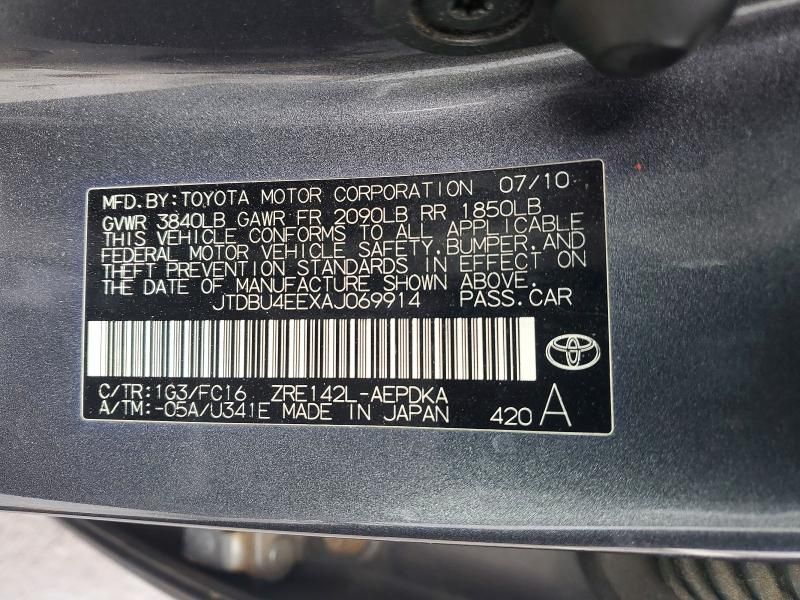 MFD. BY: TOYOTA MOTOR CORPORATION 07/10
GVWR 3840LB GAWR FR 2090LB RR 1850LB
THIS VEHICLE CONFORMS TO ALL APPLICABLE
FEDERAL MOTOR VEHICLE SAFETY, BUMPER, AND
THEFT PREVENTION STANDARDS IN EFFECT ON
THE DATE OF MANUFACTURE SHOWN ABOVE.
JTDBU4EEXAJ069914 PASS. CAR
C/TR: 1G3/FC16 ZRE142L-AEPDKA
A/TM: -05A/U341E MADE IN JAPAN 420 A